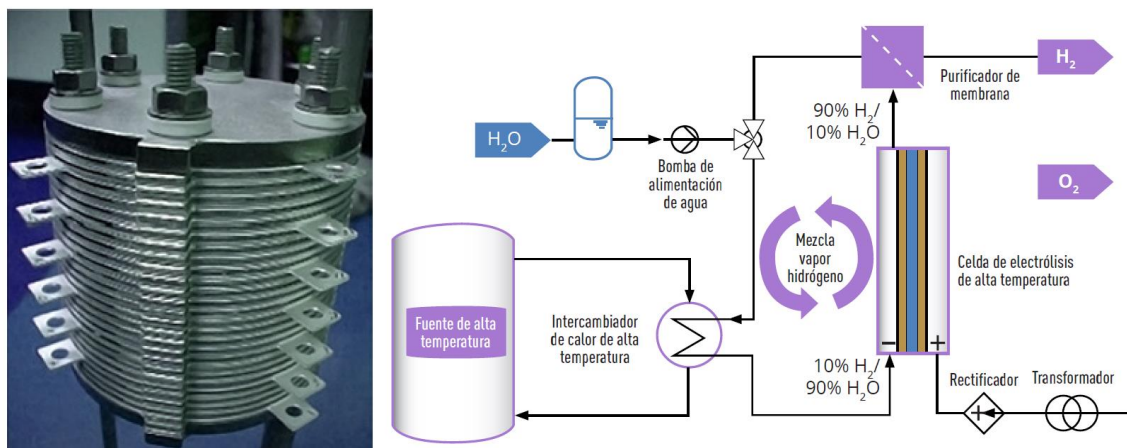 H₂O
Bomba de
alimentación
de agua
90% H₂/
10% H₂O
Purificador de
membrana
H₂
O₂
Mezcla
vapor
hidrógeno
Celda de electrólisis
de alta temperatura
Fuente de alta
temperatura
Intercambiador
de calor de alta
temperatura
10% H₂/
90% H₂O
− +
Rectificador
Transformador